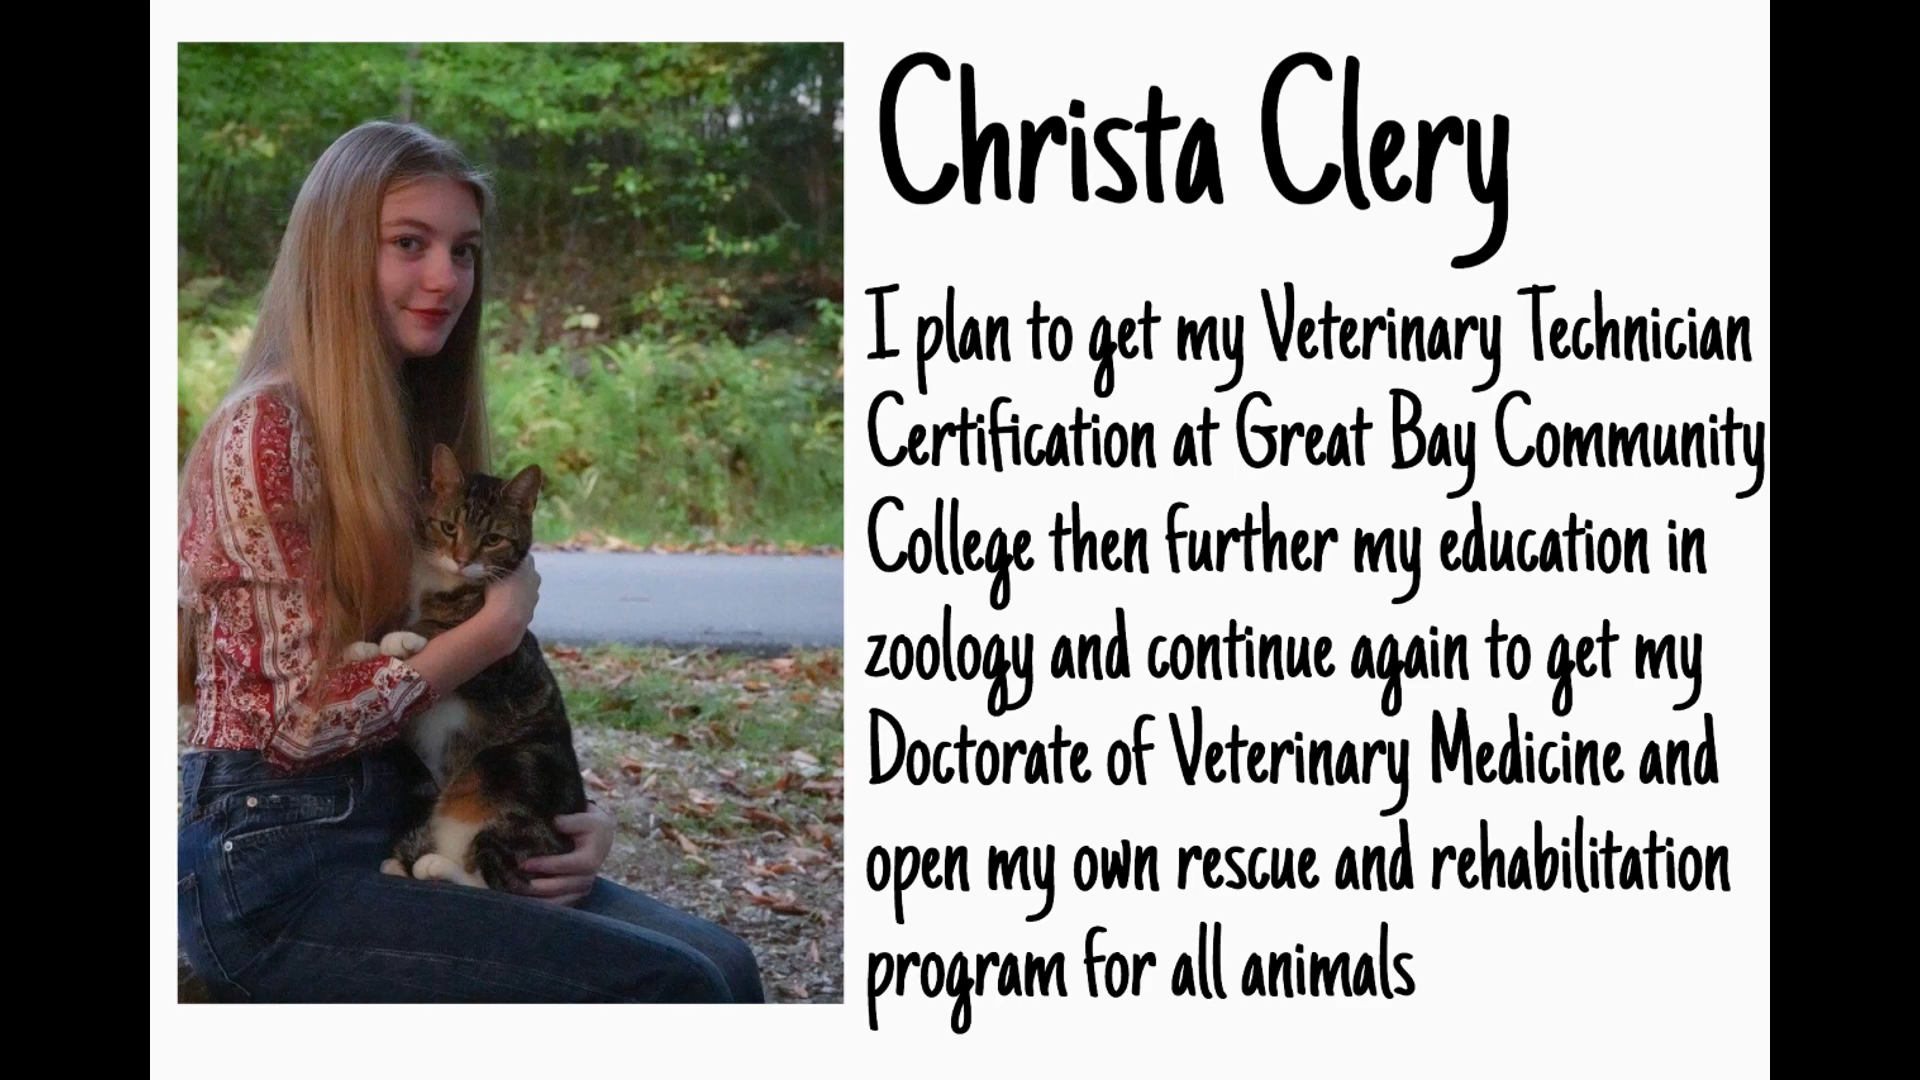 Christa Clery
I plan to get my Veterinary Technician
Certification at Great Bay Community
College then further my education in
zoology and continue again to get my
Doctorate of Veterinary Medicine and
open my own rescue and rehabilitation
program for all animals